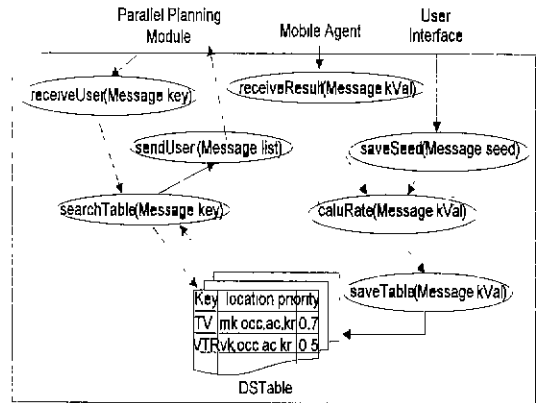 Parallel Planning
Module
Mobile Agent
User
Interface
receiveUser(Message key)
receiveResult(Message kVal)
sendUser(Message list)
saveSeed(Message seed)
searchTable(Message key)
caluRate(Message kVal)
saveTable(Message kVal)
Key location priority
TV mk.occ,ac,kr 0.7
VTR vk,occ,ac kr 0 5
DSTable